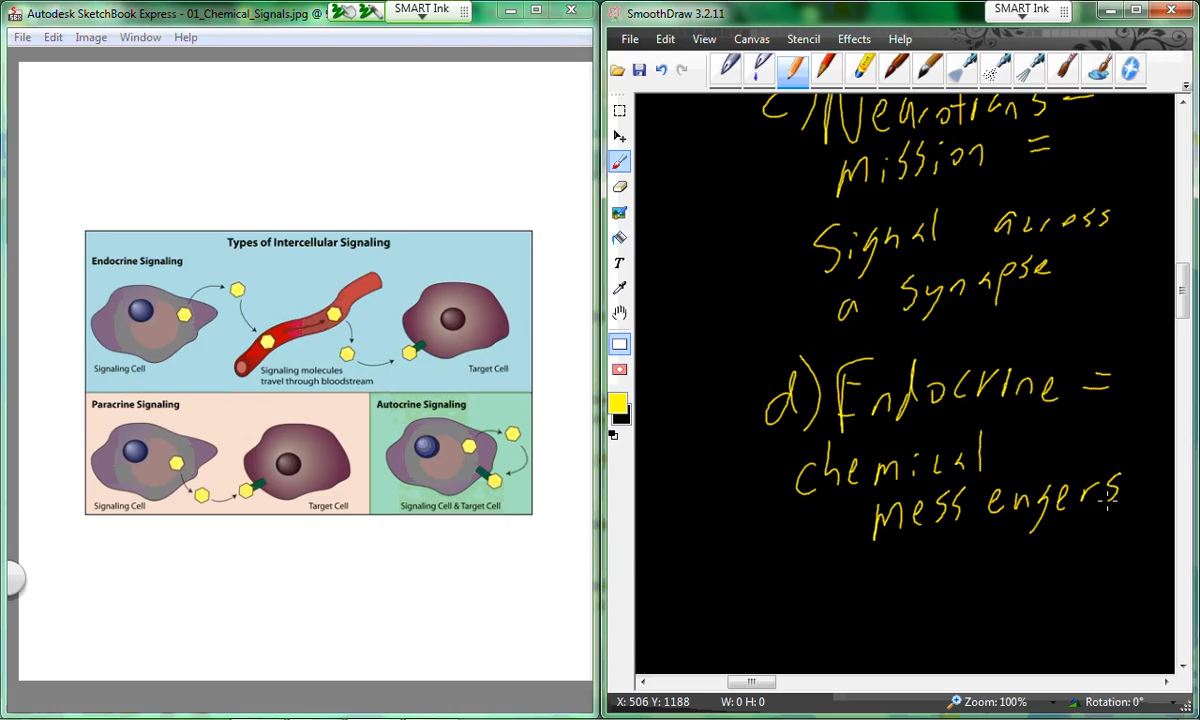 Autodesk SketchBook Express - 01_Chemical_Signals.jpg @
SMART Ink
File Edit Image Window Help
Types of Intercellular Signaling
Endocrine Signaling
Signaling Cell
Signaling molecules
travel through bloodstream
Target Cell
Paracrine Signaling
Signaling Cell
Target Cell
Autocrine Signaling
Signaling Cell & Target Cell
SmoothDraw 3.2.11
SMART Ink
File Edit View Canvas Stencil Effects Help
c) Neurotrans-
mission =
Signal across
a synapse
d) Endocrine =
chemical
messengers
X: 506 Y: 1188 W: 0 H: 0 Zoom: 100% Rotation: 0°